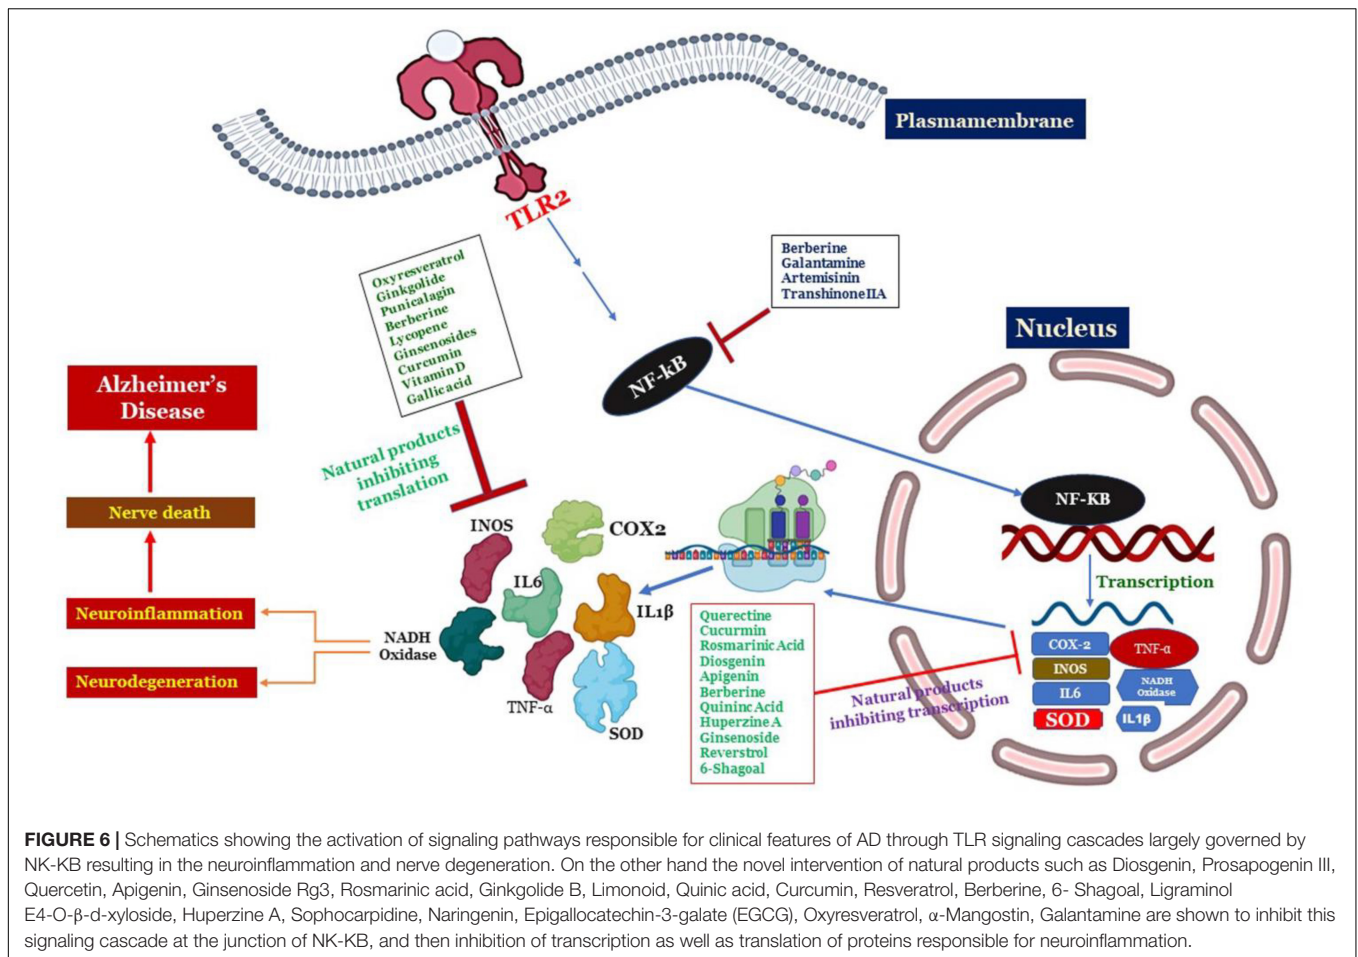 Plasmamembrane
TLR2
Oxyresveratrol
Ginkgolide
Punicalagin
Berberine
Lycopene
Ginsenosides
Curcumin
Vitamin D
Gallic acid
Berberine
Galantamine
Artemisinin
Transhinone IIA
Nucleus
NF-kB
Alzheimer's
Disease
Natural products
inhibiting
translation
Nerve death
NF-KB
INOS
COX2
Transcription
IL6
IL1β
Neuroinflammation
NADH
Oxidase
Neurodegeneration
TNF-α
SOD
Querectine
Cucurmin
Rosmarinic Acid
Diosgenin
Apigenin
Berberine
Quininc Acid
Huperzine A
Ginsenoside
Reverstrol
6-Shagoal
Natural products
inhibiting transcription
COX-2
TNF-α
INOS
NADH
Oxidase
IL6
SOD
IL1β
FIGURE 6 | Schematics showing the activation of signaling pathways responsible for clinical features of AD through TLR signaling cascades largely governed by
NK-KB resulting in the neuroinflammation and nerve degeneration. On the other hand the novel intervention of natural products such as Diosgenin, Prosapogenin III,
Quercetin, Apigenin, Ginsenoside Rg3, Rosmarinic acid, Ginkgolide B, Limonoid, Quinic acid, Curcumin, Resveratrol, Berberine, 6- Shagoal, Ligraminol
E4-O-β-d-xyloside, Huperzine A, Sophocarpidine, Naringenin, Epigallocatechin-3-galate (EGCG), Oxyresveratrol, α-Mangostin, Galantamine are shown to inhibit this
signaling cascade at the junction of NK-KB, and then inhibition of transcription as well as translation of proteins responsible for neuroinflammation.